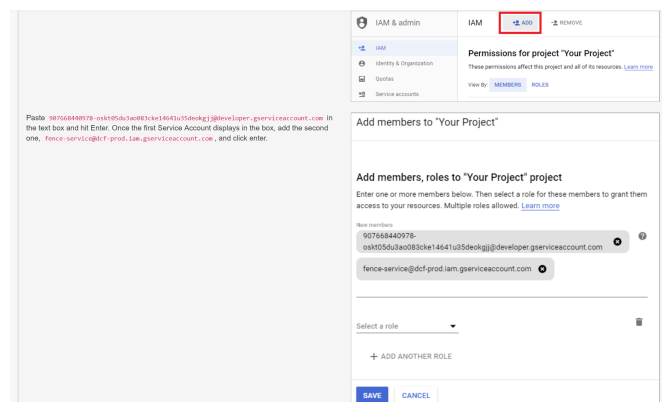 IAM & admin
IAM
ADD
REMOVE
IAM
Identity & Organization
Quotas
Service accounts
Permissions for project "Your Project"
These permissions affect this project and all of its resources. Learn more
View By: MEMBERS ROLES
Paste 907668440978-oskt05du3ao083cke14641u35deokgjj@developer.gserviceaccount.com in
the text box and hit Enter. Once the first Service Account displays in the box, add the second
one, fence-service@dcf-prod.iam.gserviceaccount.com , and click enter.
Add members to "Your Project"
Add members, roles to "Your Project" project
Enter one or more members below. Then select a role for these members to grant them
access to your resources. Multiple roles allowed. Learn more
New members
907668440978-
oskt05du3ao083cke14641u35deokgjj@developer.gserviceaccount.com
fence-service@dcf-prod.iam.gserviceaccount.com
Select a role
+ ADD ANOTHER ROLE
SAVE CANCEL